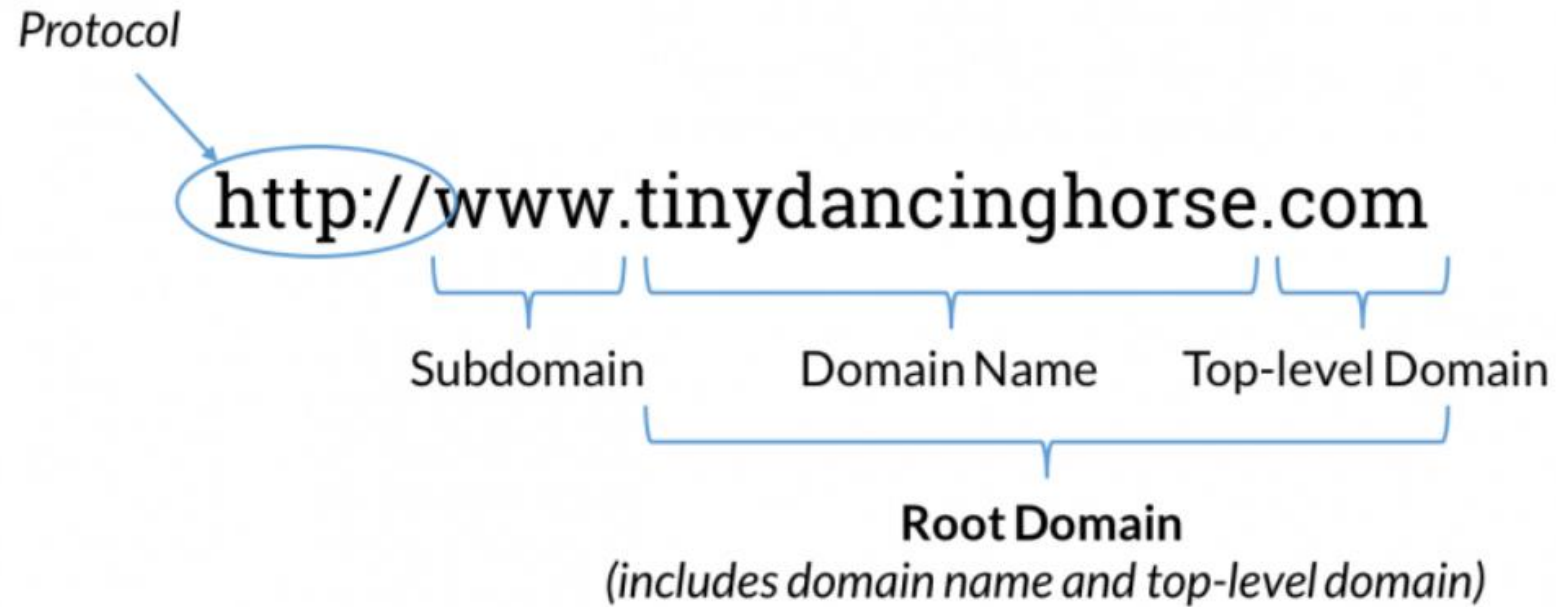 Protocol
http://www.tinydancinghorse.com
Subdomain Domain Name Top-level Domain
Root Domain
(includes domain name and top-level domain)